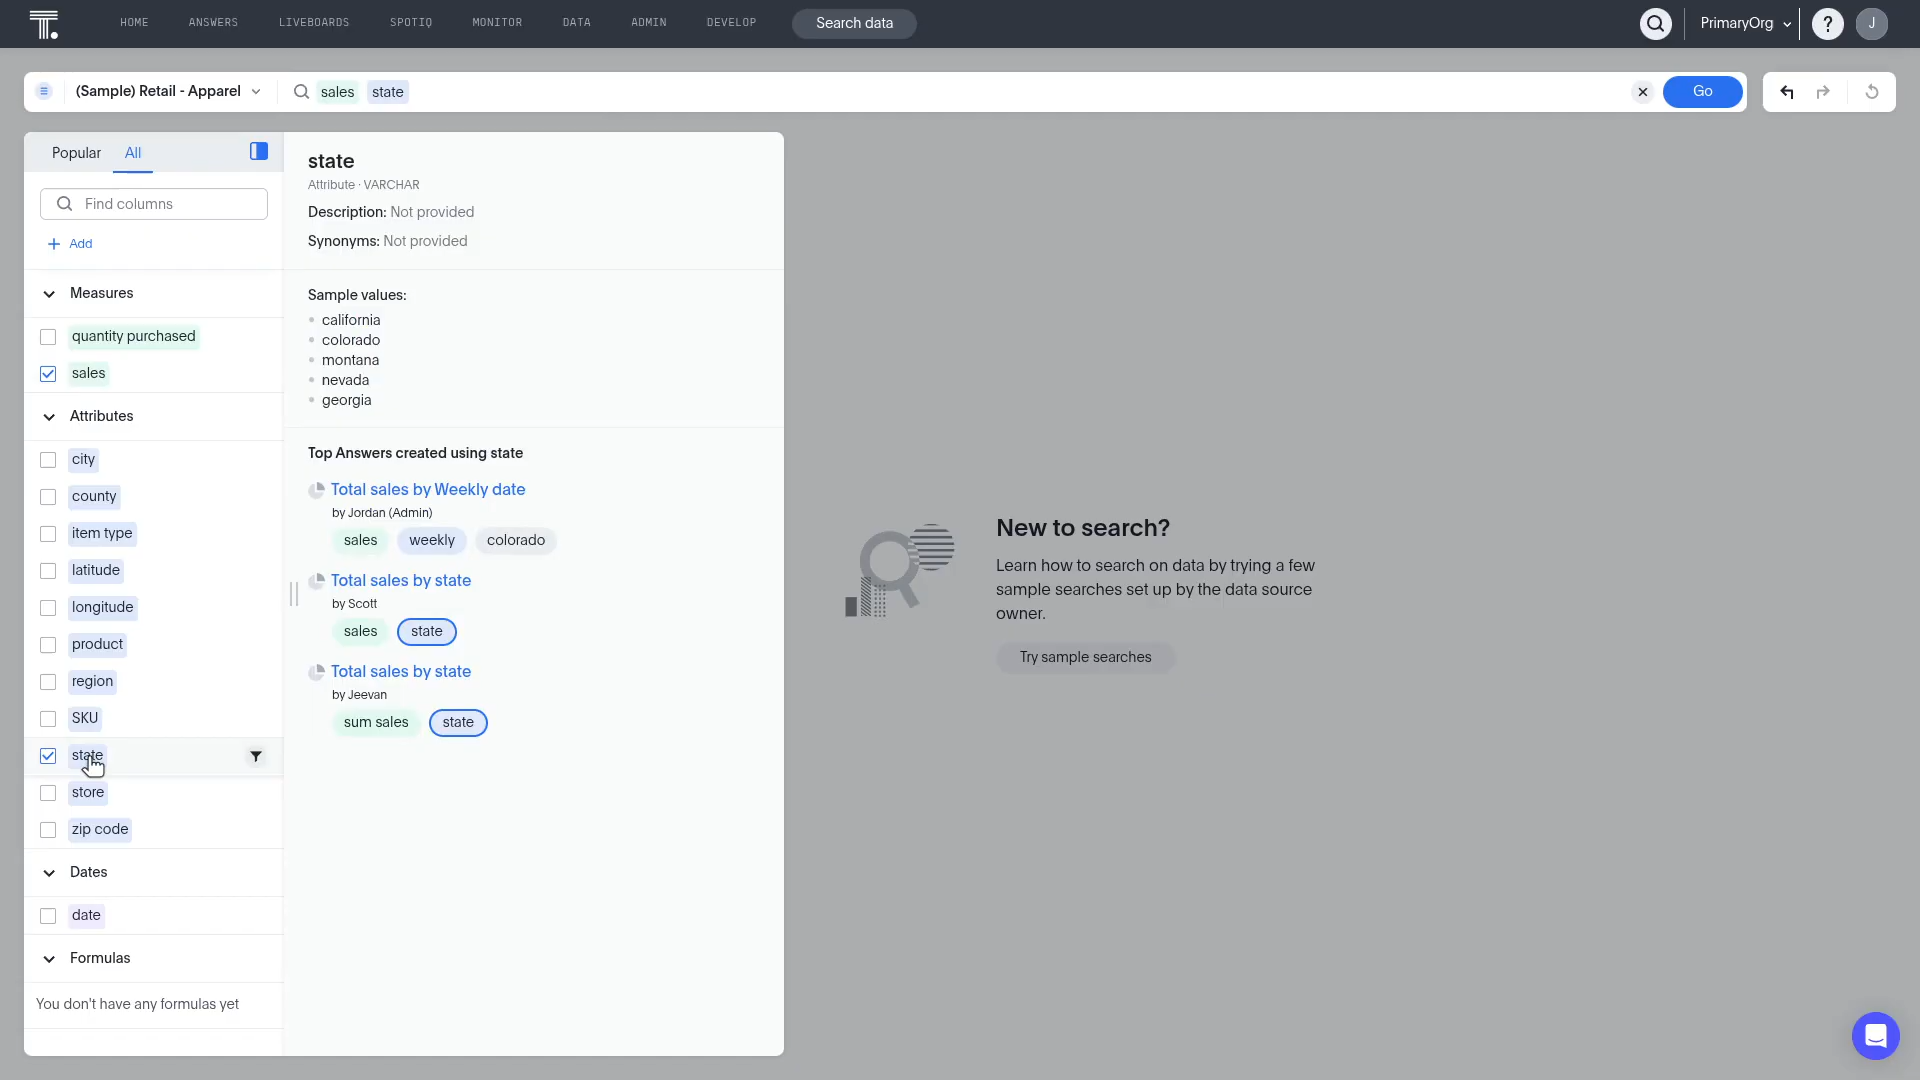 T.
HOME ANSWERS LIVEBOARDS SPOTIQ MONITOR DATA ADMIN DEVELOP Search data PrimaryOrg ? J
(Sample) Retail - Apparel sales state Go
Popular All
Find columns
Add
Measures
quantity purchased
sales
Attributes
city
county
item type
latitude
longitude
product
region
SKU
state
store
zip code
Dates
date
Formulas
You don't have any formulas yet
state
Attribute · VARCHAR
Description: Not provided
Synonyms: Not provided
Sample values:
california
colorado
montana
nevada
georgia
Top Answers created using state
Total sales by Weekly date
by Jordan (Admin)
sales weekly colorado
Total sales by state
by Scott
sales state
Total sales by state
by Jeevan
sum sales state
New to search?
Learn how to search on data by trying a few
sample searches set up by the data source
owner.
Try sample searches